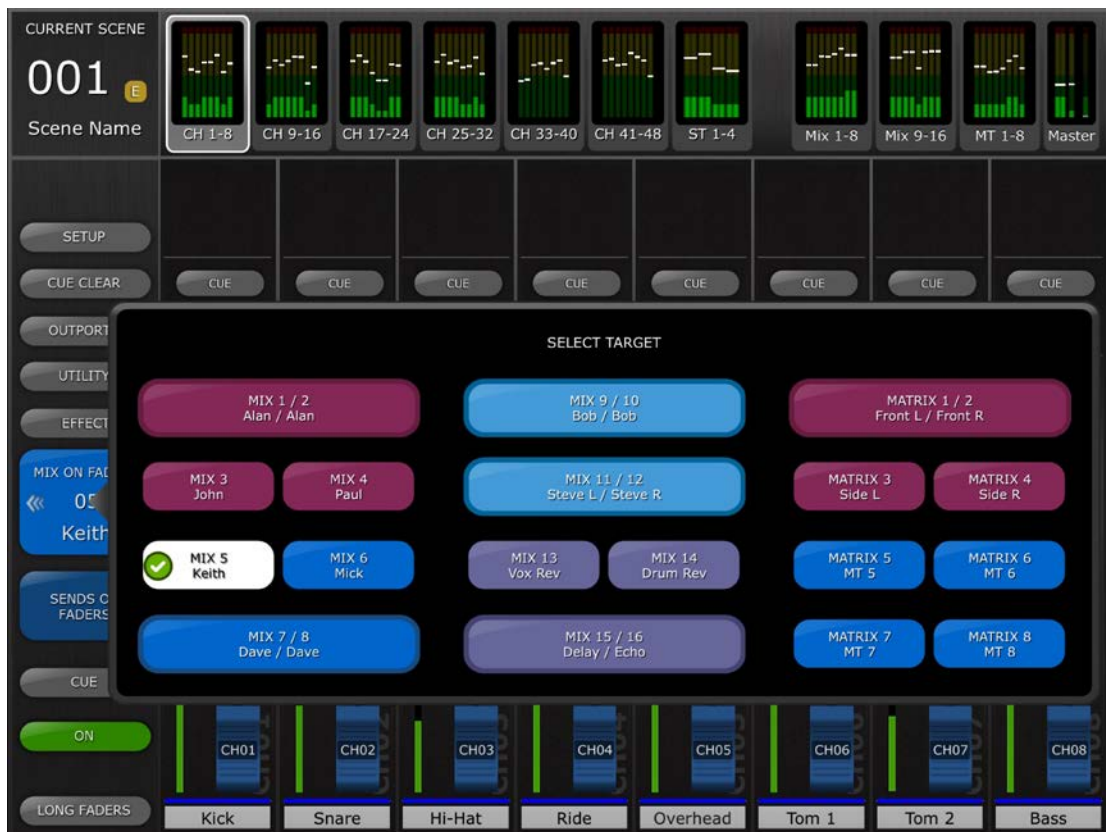 CURRENT SCENE
001 E
Scene Name
CH 1-8 CH 9-16 CH 17-24 CH 25-32 CH 33-40 CH 41-48 ST 1-4 Mix 1-8 Mix 9-16 MT 1-8 Master
SETUP
CUE CLEAR CUE CUE CUE CUE CUE CUE CUE CUE
OUTPORT
SELECT TARGET
UTILITY
EFFECT
MIX 1 / 2 MIX 9 / 10 MATRIX 1 / 2
Alan / Alan Bob / Bob Front L / Front R
MIX ON FAD
MIX 3 MIX 4 MIX 11 / 12 MATRIX 3 MATRIX 4
John Paul Steve L / Steve R Side L Side R
05
Keith
MIX 5 MIX 6 MIX 13 MIX 14 MATRIX 5 MATRIX 6
Keith Mick Vox Rev Drum Rev MT 5 MT 6
SENDS O
FADERS
MIX 7 / 8 MIX 15 / 16 MATRIX 7 MATRIX 8
Dave / Dave Delay / Echo MT 7 MT 8
CUE
ON
CH01 CH02 CH03 CH04 CH05 CH06 CH07 CH08
LONG FADERS
Kick Snare Hi-Hat Ride Overhead Tom 1 Tom 2 Bass